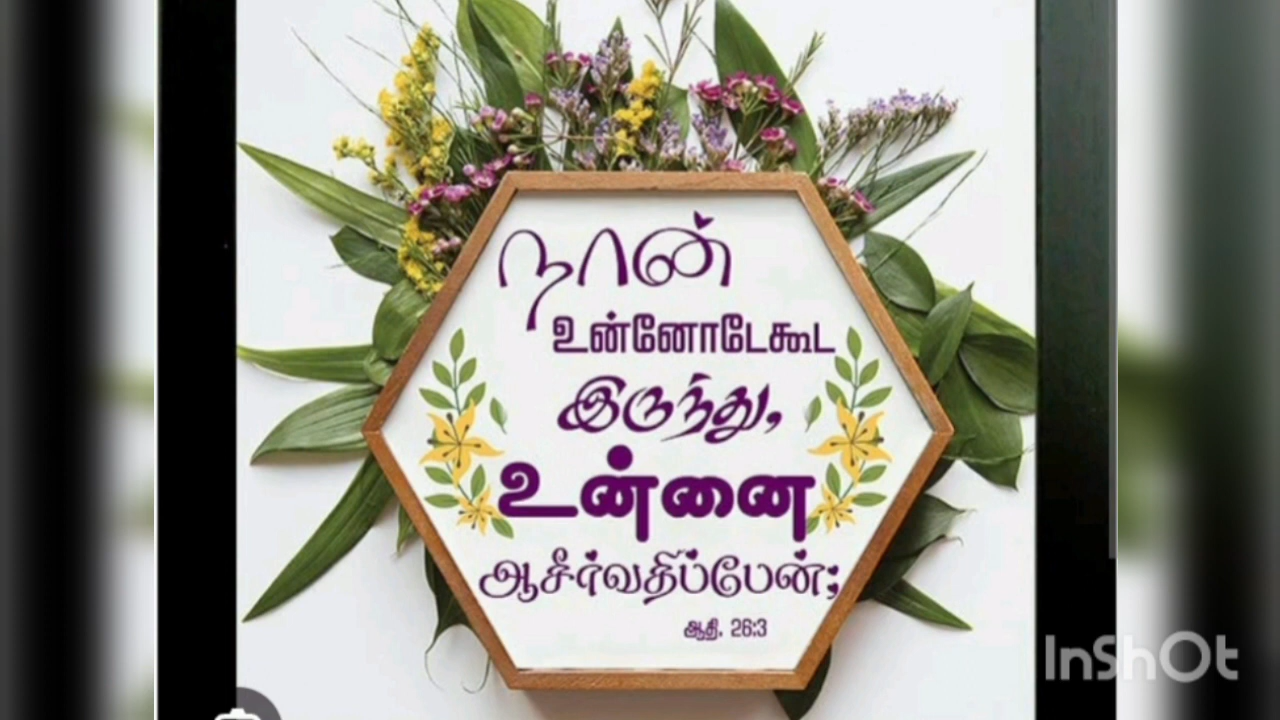 நான்
உன்னோடேகூட
இருந்து,
உன்னை
ஆசீர்வதிப்பேன்;
ஆதி. 26:3
InShOt